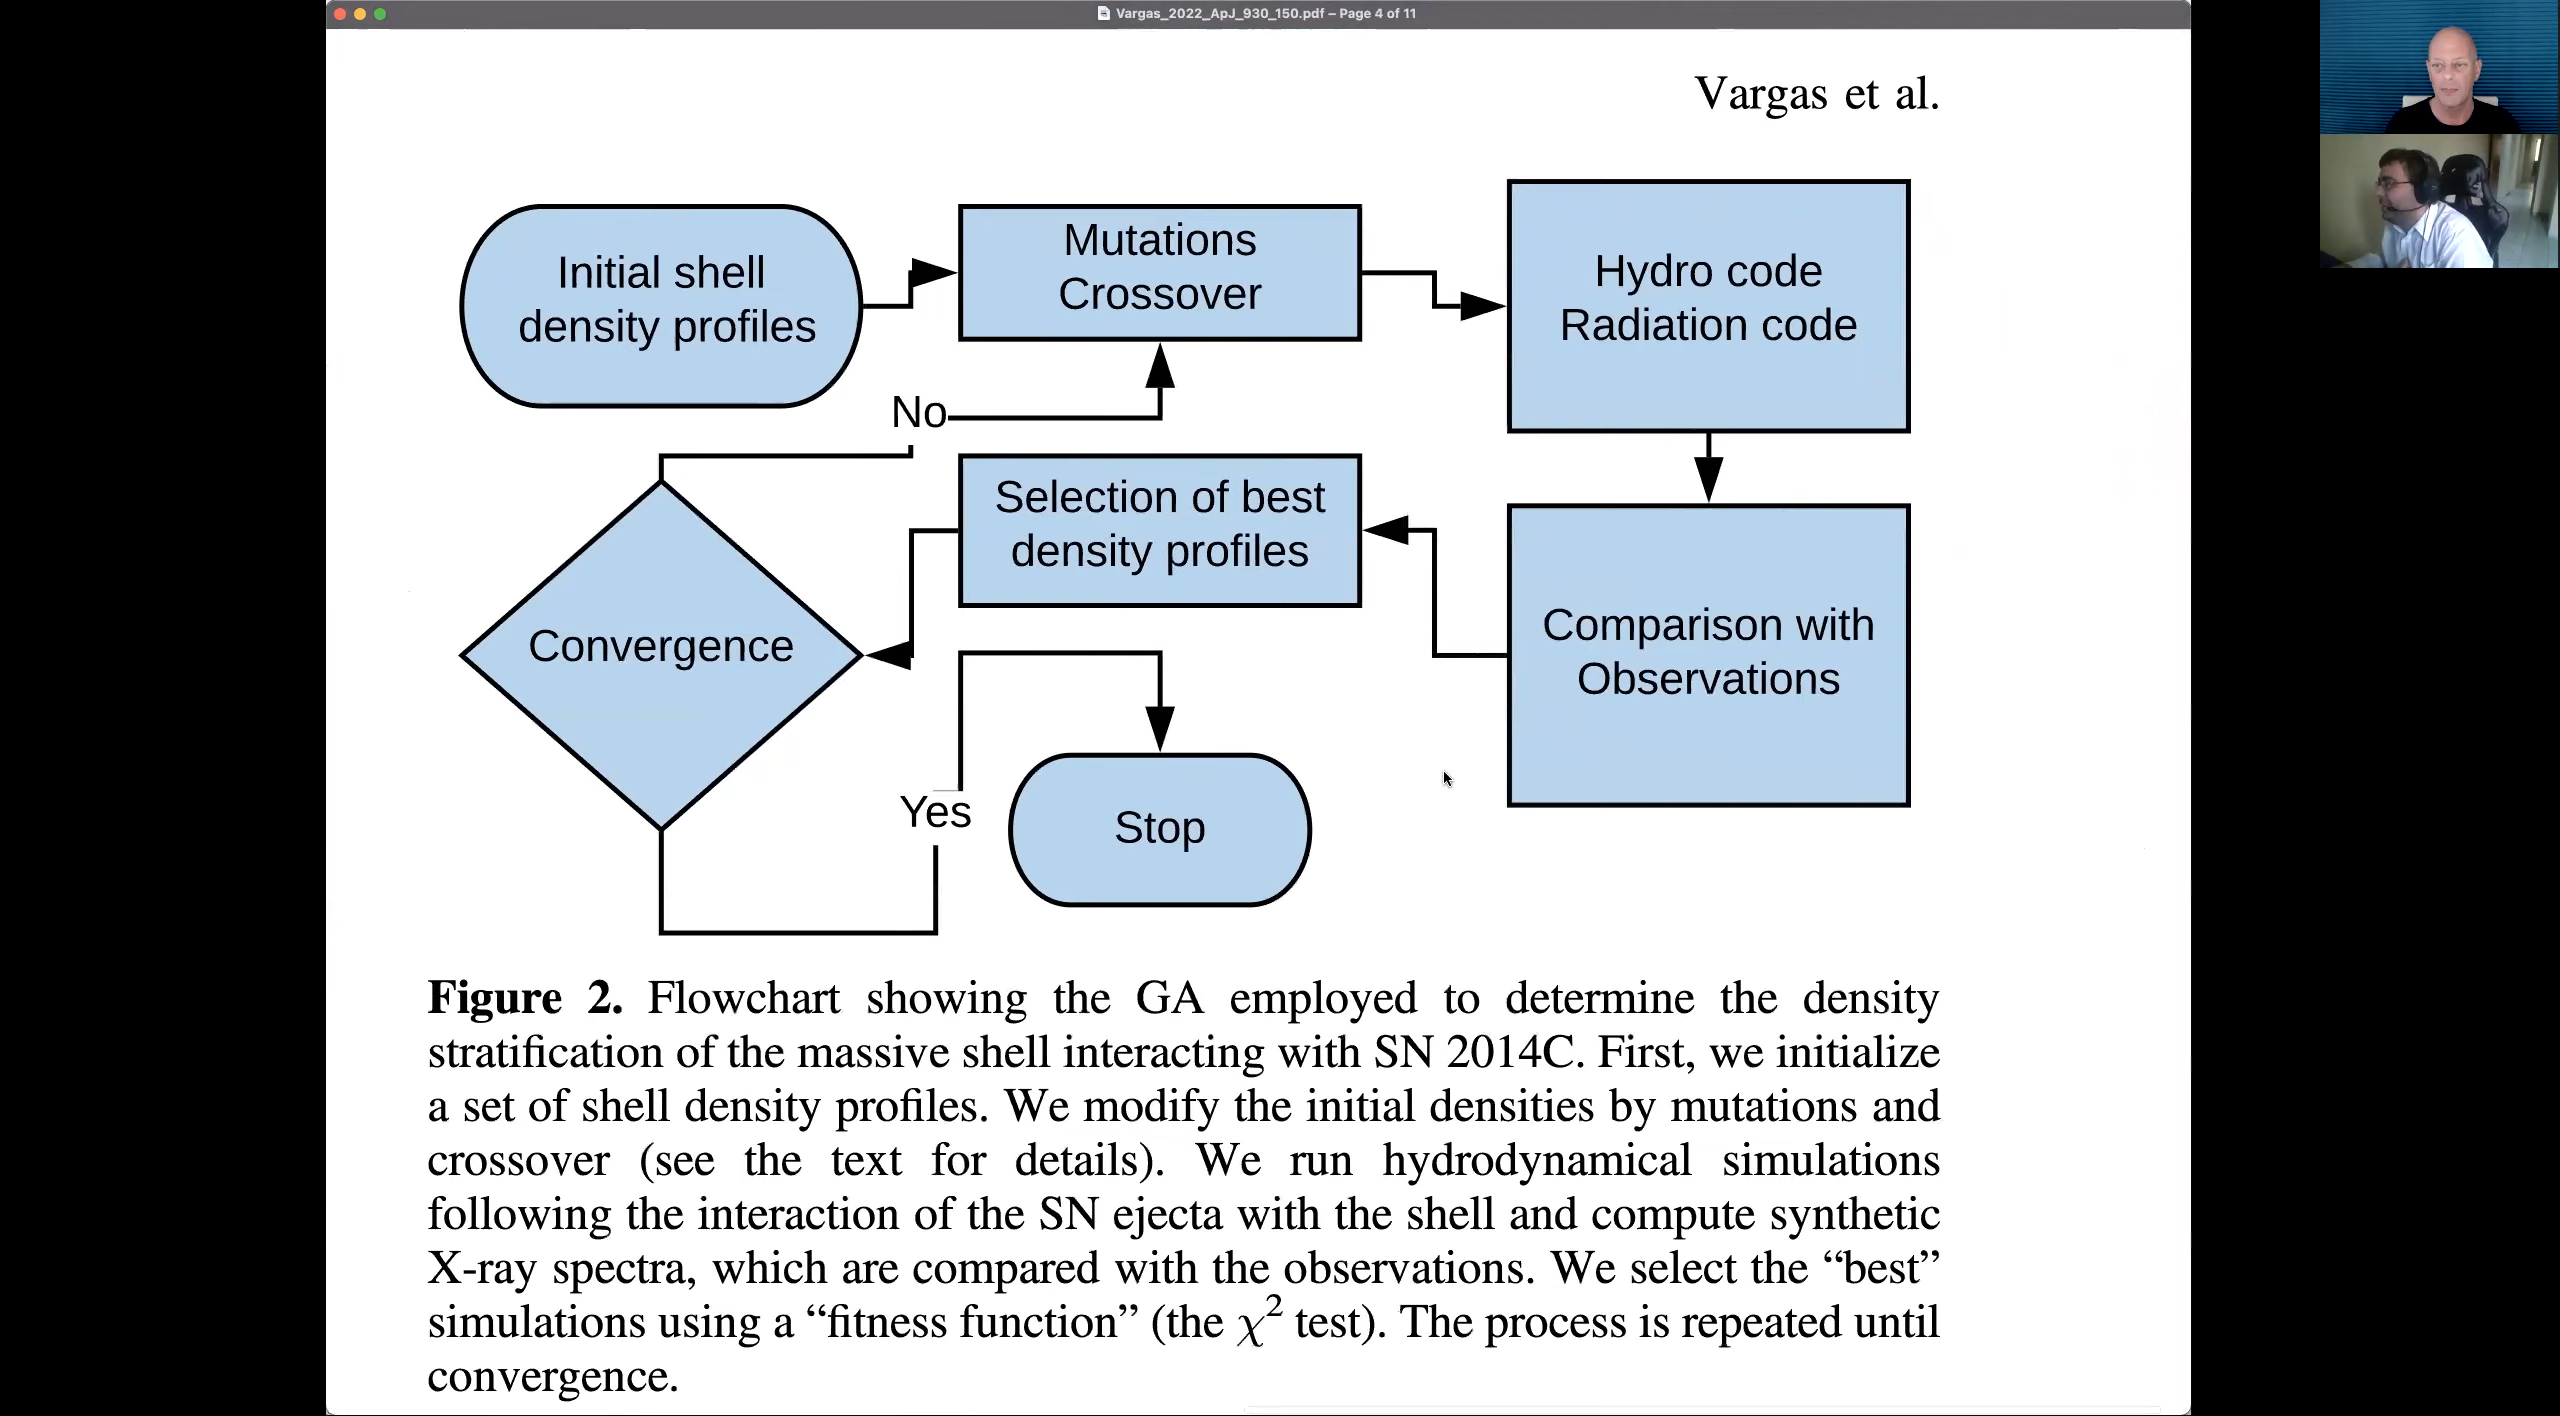 Vargas_2022_ApJ_930_150.pdf – Page 4 of 11
Vargas et al.
Initial shell
density profiles
Mutations
Crossover
Hydro code
Radiation code
No
Selection of best
density profiles
Convergence
Comparison with
Observations
Yes
Stop
Figure 2. Flowchart showing the GA employed to determine the density
stratification of the massive shell interacting with SN 2014C. First, we initialize
a set of shell density profiles. We modify the initial densities by mutations and
crossover (see the text for details). We run hydrodynamical simulations
following the interaction of the SN ejecta with the shell and compute synthetic
X-ray spectra, which are compared with the observations. We select the “best”
simulations using a “fitness function” (the χ² test). The process is repeated until
convergence.